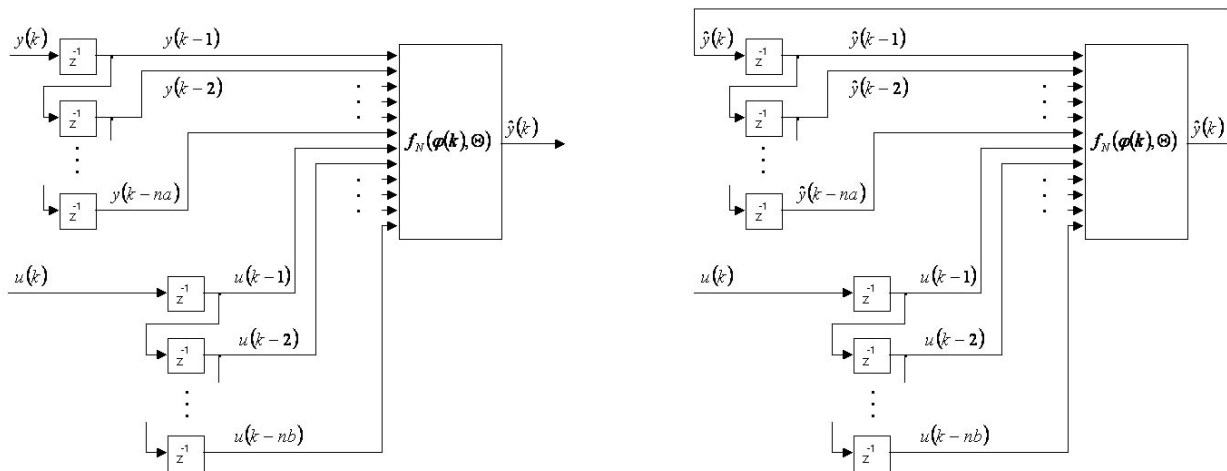 y(k) z⁻¹ y(k−1)
z⁻¹ y(k−2)
z⁻¹ y(k−na)
f_N(φ(k),Θ) ŷ(k)
u(k) z⁻¹ u(k−1)
z⁻¹ u(k−2)
z⁻¹ u(k−nb)
ŷ(k) z⁻¹ ŷ(k−1)
z⁻¹ ŷ(k−2)
z⁻¹ ŷ(k−na)
f_N(φ(k),Θ) ŷ(k)
u(k) z⁻¹ u(k−1)
z⁻¹ u(k−2)
z⁻¹ u(k−nb)